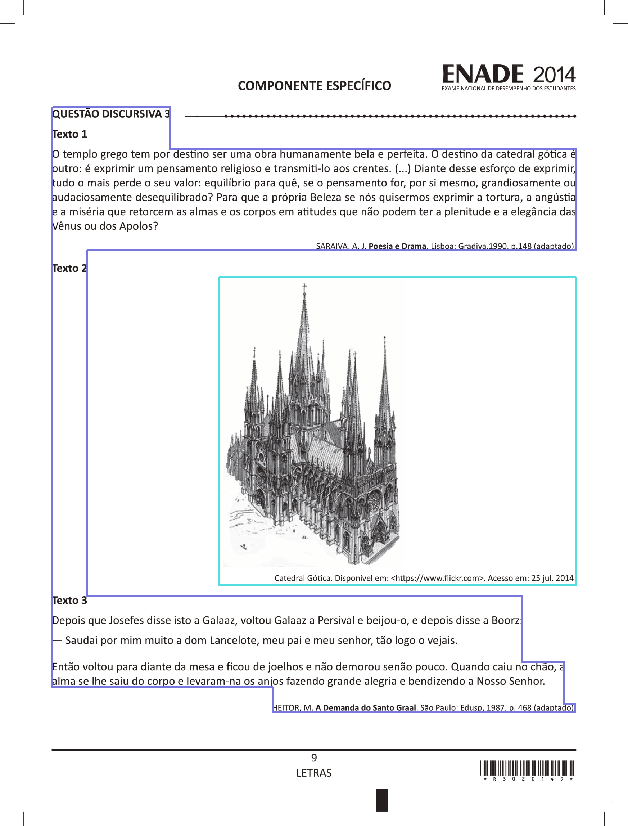 ENADE 2014
EXAME NACIONAL DE DESEMPENHO DOS ESTUDANTES
COMPONENTE ESPECÍFICO
QUESTÃO DISCURSIVA 3
Texto 1
O templo grego tem por destino ser uma obra humanamente bela e perfeita. O destino da catedral gótica é
outro: é exprimir um pensamento religioso e transmiti-lo aos crentes. (...) Diante desse esforço de exprimir,
tudo o mais perde o seu valor: equilíbrio para quê, se o pensamento for, por si mesmo, grandiosamente ou
audaciosamente desequilibrado? Para que a própria Beleza se nós quisermos exprimir a tortura, a angústia
e a miséria que retorcem as almas e os corpos em atitudes que não podem ter a plenitude e a elegância das
Vênus ou dos Apolos?
SARAIVA, A. J. Poesia e Drama. Lisboa: Gradiva,1990, p.148 (adaptado).
Texto 2
Catedral Gótica. Disponível em: <https://www.flickr.com>. Acesso em: 25 jul. 2014
Texto 3
Depois que Josefes disse isto a Galaaz, voltou Galaaz a Persival e beijou-o, e depois disse a Boorz:
— Saudai por mim muito a dom Lancelote, meu pai e meu senhor, tão logo o vejais.
Então voltou para diante da mesa e ficou de joelhos e não demorou senão pouco. Quando caiu no chão, a
alma se lhe saiu do corpo e levaram-na os anjos fazendo grande alegria e bendizendo a Nosso Senhor.
HEITOR, M. A Demanda do Santo Graal. São Paulo: Edusp, 1987, p. 468 (adaptado)
9
LETRAS